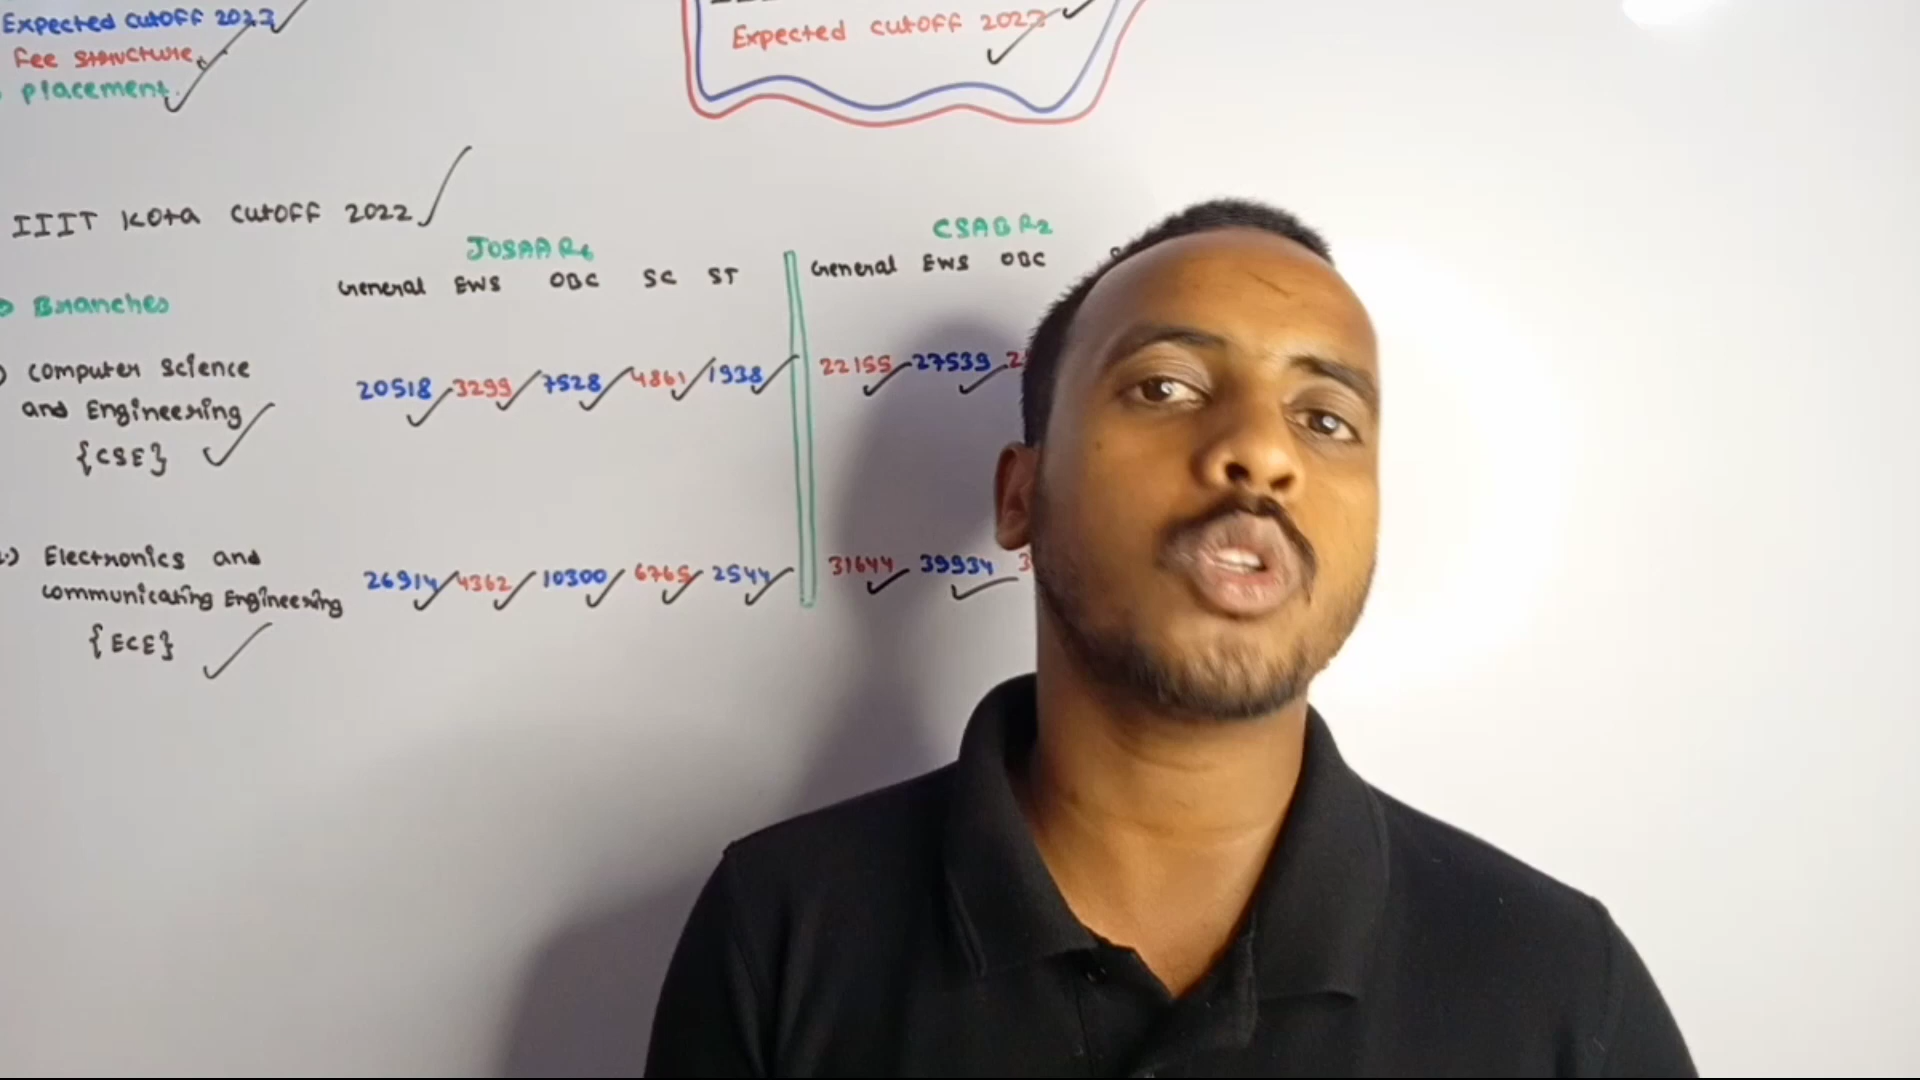 Expected cutoff 2023
Fee structure
placement
Expected cutoff 2023
IIIT Kota cutoff 2022
JOSAA R6
CSAB R2
General EWS OBC SC ST
General EWS OBC
Branches
computer science
and Engineering
{CSE}
20518 3299 7528 4861 1938
22155 27539
Electronics and
communicating Engineering
{ECE}
26914 4362 10300 6765 2544
31644 39934